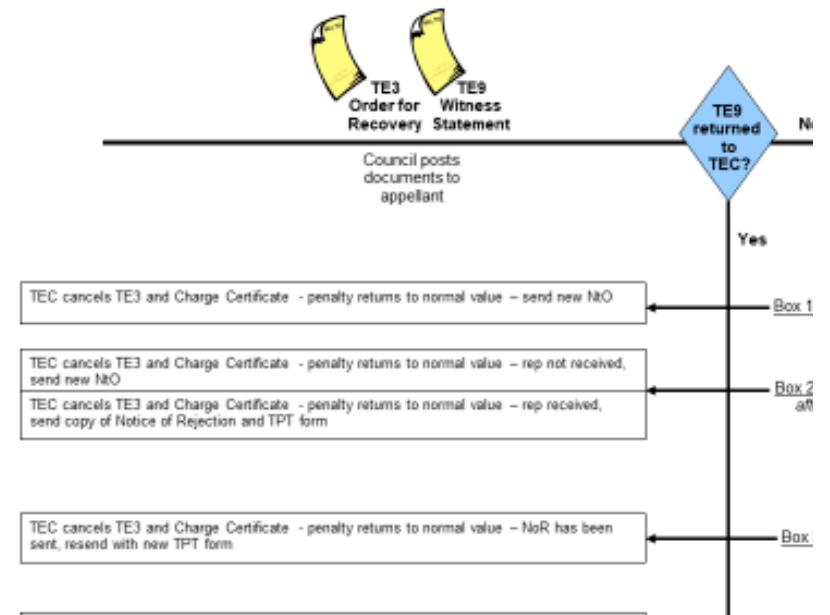 TE3
Order for
Recovery
TE9
Witness
Statement
Council posts
documents to
appellant
TE9
returned
to
TEC?
Yes
TEC cancels TE3 and Charge Certificate - penalty returns to normal value – send new NtO
Box 1
TEC cancels TE3 and Charge Certificate - penalty returns to normal value – rep not received,
send new NtO
TEC cancels TE3 and Charge Certificate - penalty returns to normal value – rep received,
send copy of Notice of Rejection and TPT form
Box 2
TEC cancels TE3 and Charge Certificate - penalty returns to normal value – NoR has been
sent, resend with new TPT form
Box